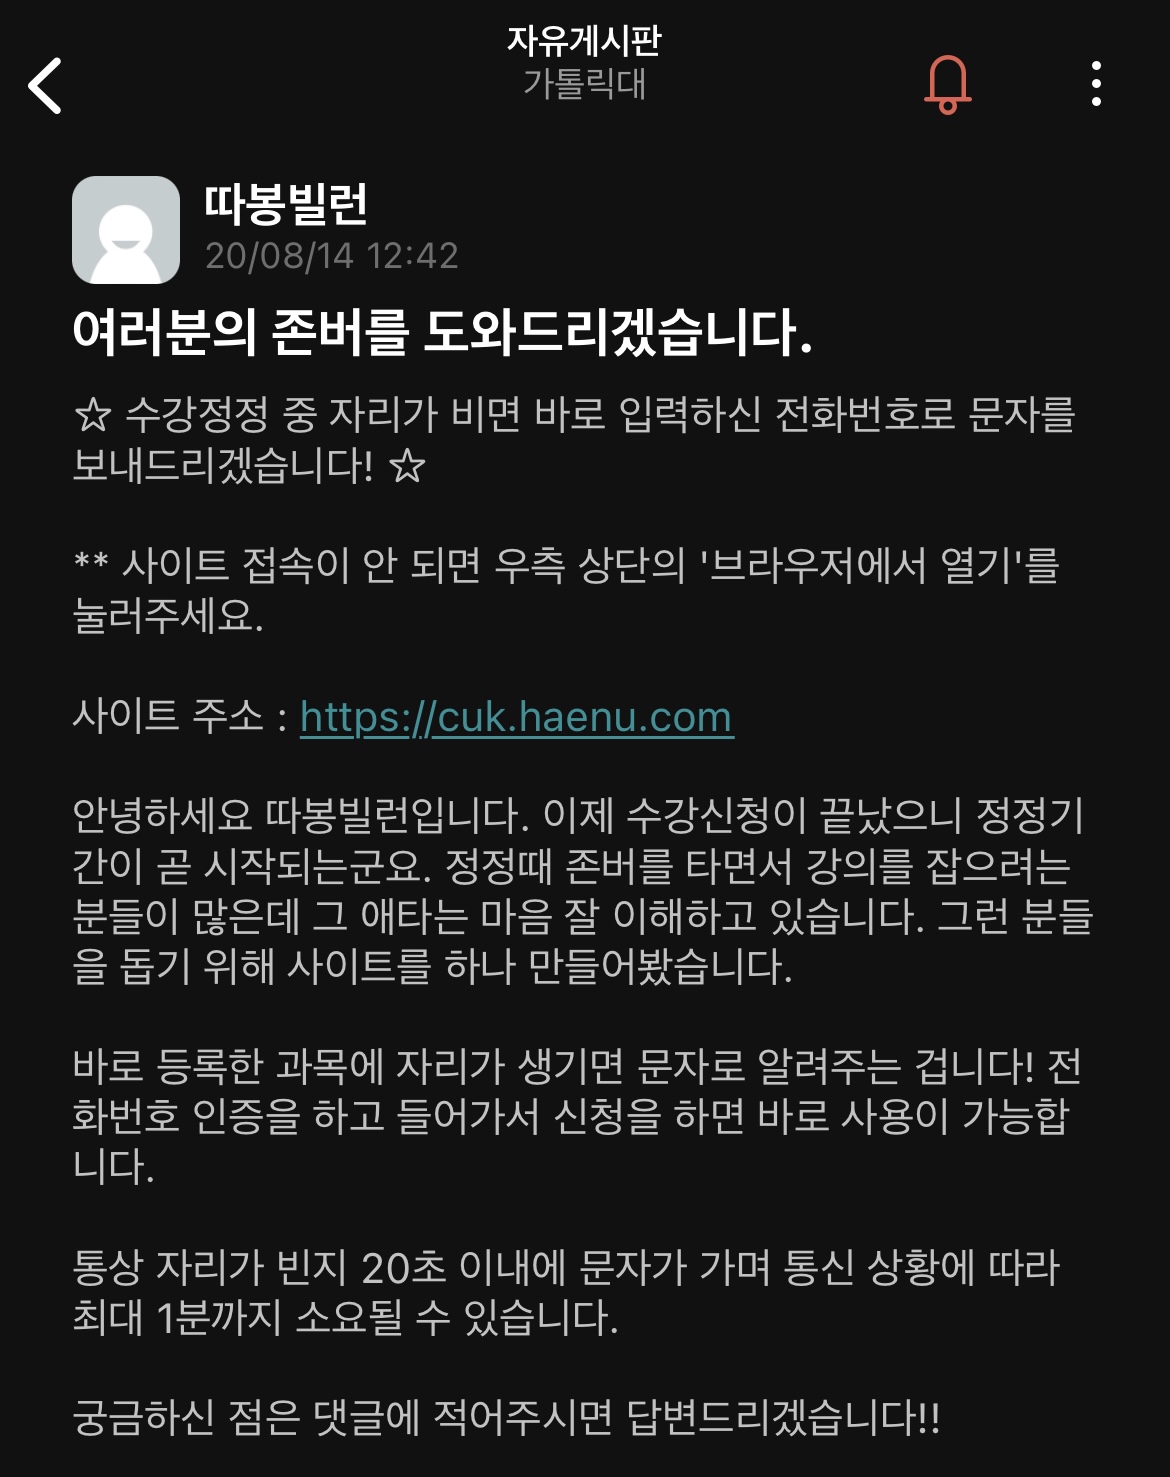 자유게시판
가톨릭대
따봉빌런
20/08/14 12:42
여러분의 존버를 도와드리겠습니다.
☆ 수강정정 중 자리가 비면 바로 입력하신 전화번호로 문자를
보내드리겠습니다! ☆
** 사이트 접속이 안 되면 우측 상단의 '브라우저에서 열기'를
눌러주세요.
사이트 주소 : https://cuk.haenu.com
안녕하세요 따봉빌런입니다. 이제 수강신청이 끝났으니 정정기
간이 곧 시작되는군요. 정정때 존버를 타면서 강의를 잡으려는
분들이 많은데 그 애타는 마음 잘 이해하고 있습니다. 그런 분들
을 돕기 위해 사이트를 하나 만들어봤습니다.
바로 등록한 과목에 자리가 생기면 문자로 알려주는 겁니다! 전
화번호 인증을 하고 들어가서 신청을 하면 바로 사용이 가능합
니다.
통상 자리가 빈지 20초 이내에 문자가 가며 통신 상황에 따라
최대 1분까지 소요될 수 있습니다.
궁금하신 점은 댓글에 적어주시면 답변드리겠습니다!!